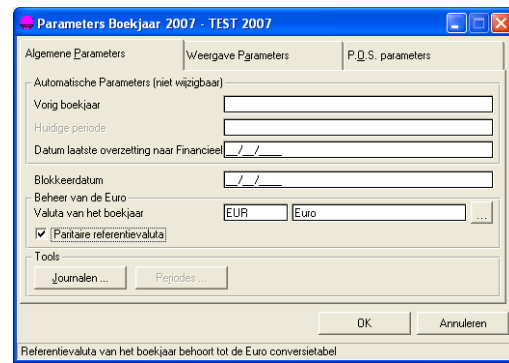 Parameters Boekjaar 2007 - TEST 2007
Algemene Parameters
Weergave Parameters
P.O.S. parameters
Automatische Parameters (niet wijzigbaar)
Vorig boekjaar
Huidige periode
Datum laatste overzetting naar Financieel __/__/____
Blokkeerdatum __/__/____
Beheer van de Euro
Valuta van het boekjaar EUR Euro ...
Paritaire referentievaluta
Tools
Journalen ... Periodes ...
OK Annuleren
Referentievaluta van het boekjaar behoort tot de Euro conversietabel